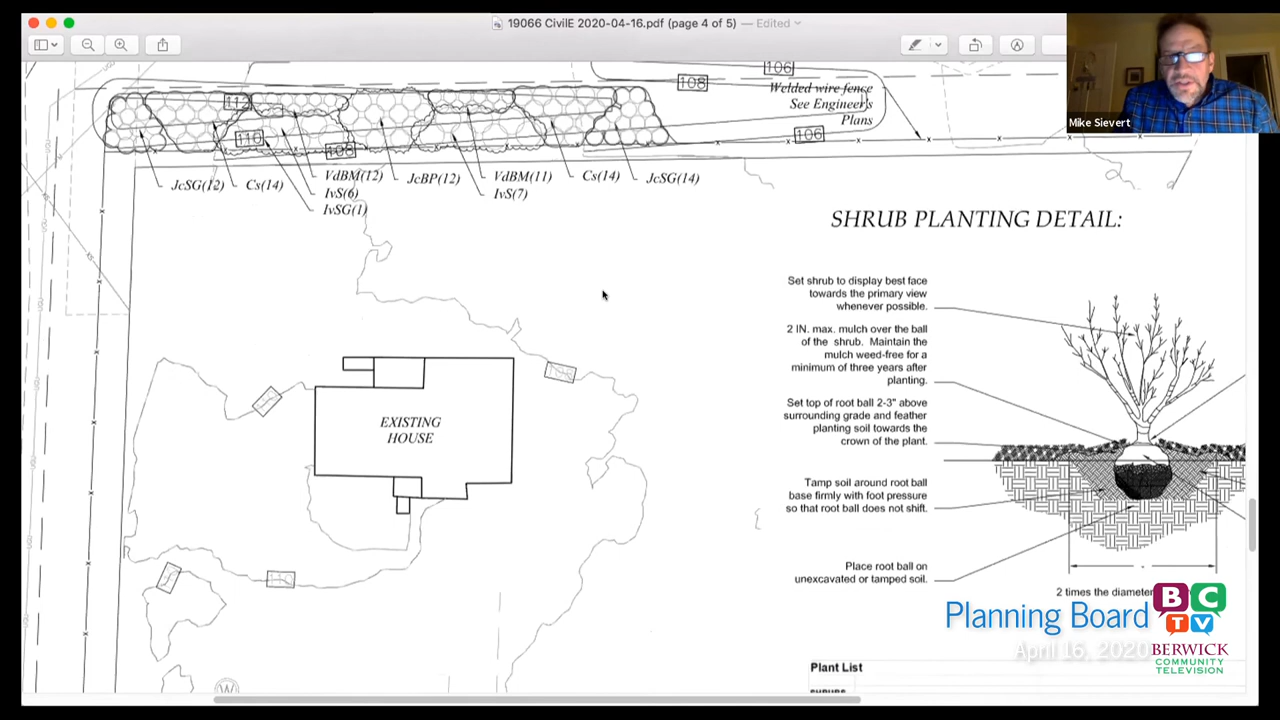 19066 CivilE 2020-04-16.pdf (page 4 of 5) — Edited
Mike Sievert
106
108
Welded wire fence
See Engineer's
Plans
106
112
110
108
JcSG(12)
Cs(14)
VdBM(12)
IvS(6)
IvSG(1)
JcBP(12)
VdBM(11)
IvS(7)
Cs(14)
JcSG(14)
SHRUB PLANTING DETAIL:
Set shrub to display best face
towards the primary view
whenever possible.
2 IN. max. mulch over the ball
of the shrub. Maintain the
mulch weed-free for a
minimum of three years after
planting.
Set top of root ball 2-3" above
surrounding grade and feather
planting soil towards the
crown of the plant.
Tamp soil around root ball
base firmly with foot pressure
so that root ball does not shift.
Place root ball on
unexcavated or tamped soil.
2 times the diameter
EXISTING
HOUSE
110
W
Planning Board
April 16, 2020
BC
TV
BERWICK
COMMUNITY
TELEVISION
Plant List
SHRUBS